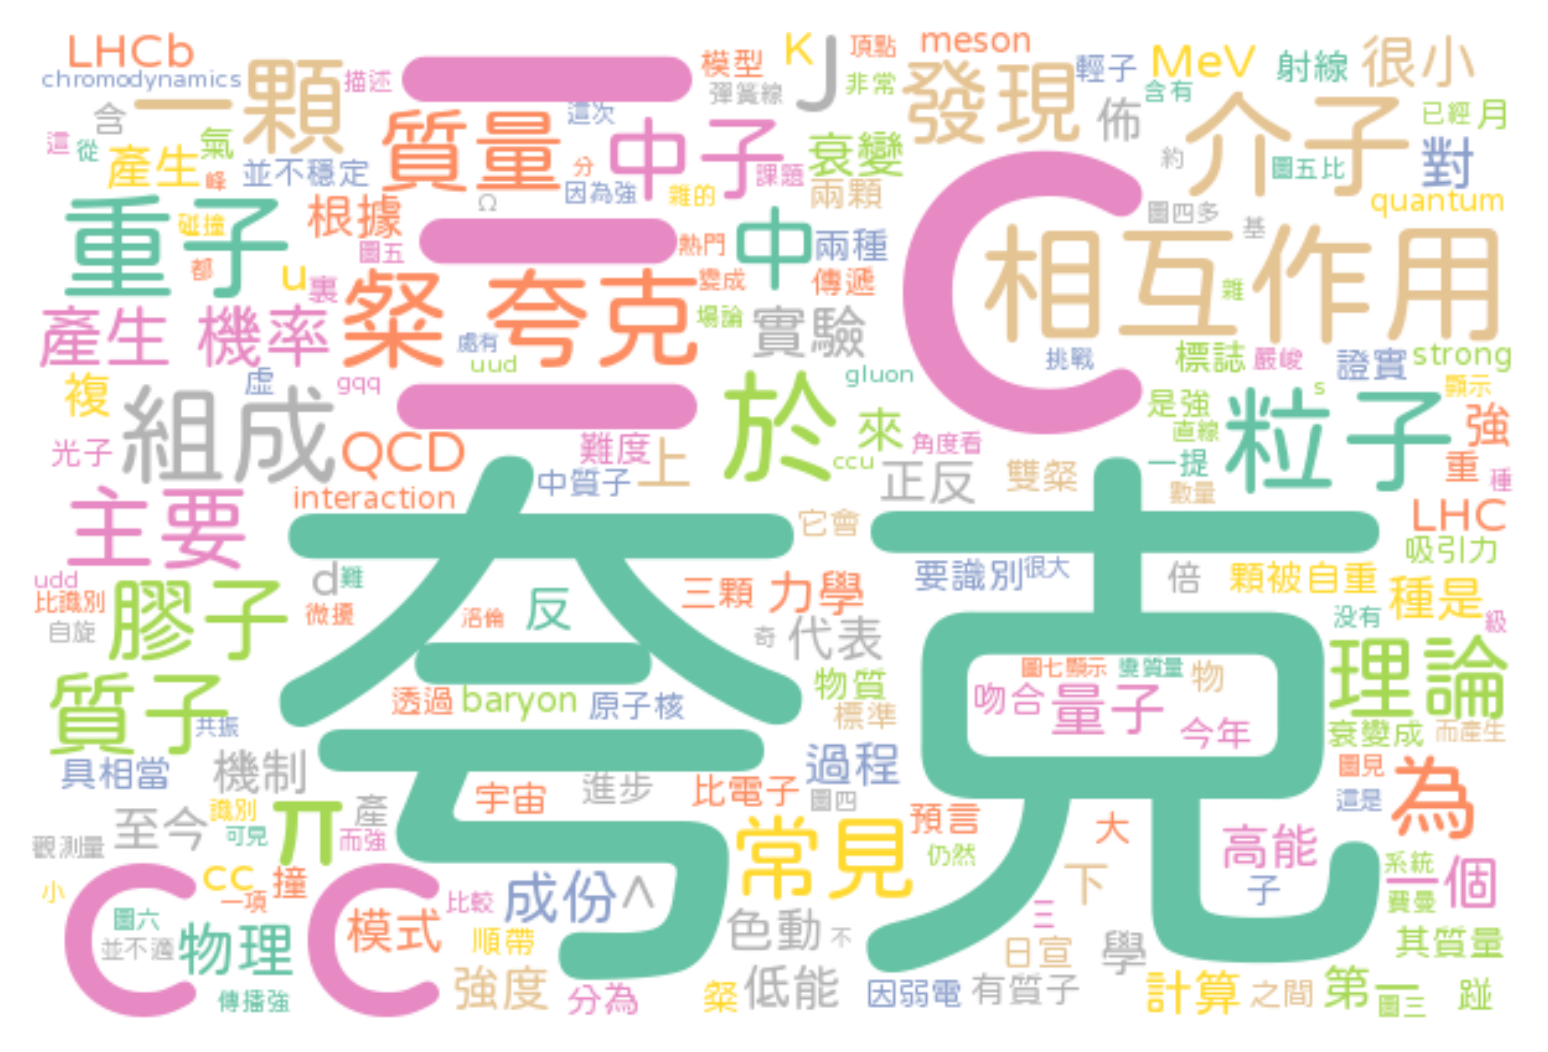 LHCb
chromodynamics
含
一顆
描述
三
模型
彈簧線
K
J
頂點
非常
meson
發現
輕子
佈
MeV
含有
射線
很小
介子
已經
月
這
從
產生
氣
峰
並不穩定
質量
這次
分
因為強
中子
課題
雜的
衰變
兩顆
約
圖五比
對
quantum
重子
碰撞
都
根據
圖五
Ω
熱門
中
兩種
C
圖四多
基
相互作用
雜
產生
機率
u
裏
粲
夸克
變成
傳遞
場論
實驗
處有
uud
gluon
挑戰
標誌
嚴峻
證實
strong
顯示
複
虛
gqq
組成
光子
QCD
難度
上
於
來
角度看
ccu
正反
雙粲
是強
直線
一提
數量
s
粒子
強
重
種
主要
interaction
中質子
夸克
它會
LHC
吸引力
udd
比識別
自旋
膠子
d
難
微擾
洛倫
反
三顆
力學
奇
代表
要識別
很大
倍
顆被自重
種是
没有
級
質子
共振
透過
baryon
原子核
物質
標準
圖七顯示
變質量
吻合
量子
物
今年
理論
衰變成
而產生
具相當
機制
宇宙
進步
比電子
過程
圖四
圖見
這是
為
觀測量
至今
識別
可見
π
產
而強
常見
預言
仍然
大
高能
子
系統
費曼
一個
小
C
圖六
並不適
cc
一項
撞
物理
傳播強
C
模式
比較
順帶
強度
成份
Λ
分為
色動
不
粲
低能
因弱電
下
三
日宣
有質子
學
計算
之間
其質量
第一
圖三
踫